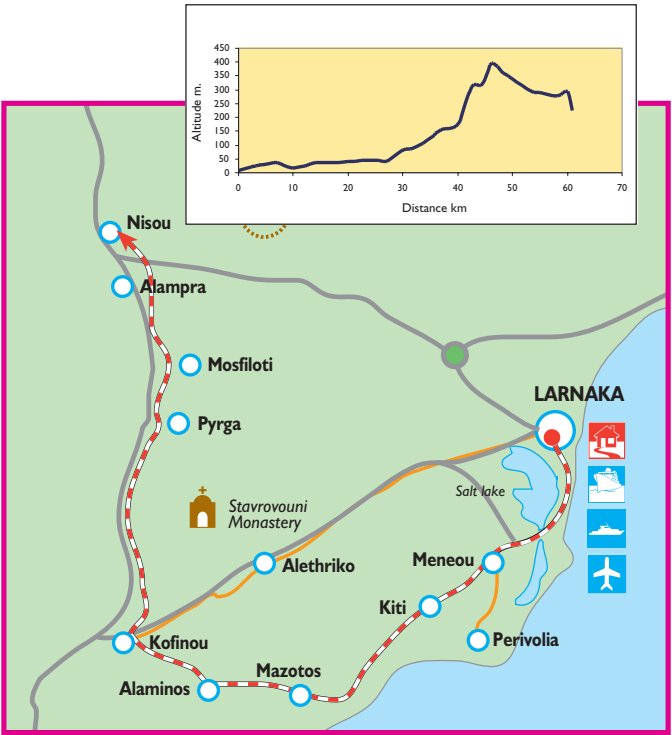 450
400
350
300
250
200
150
100
50
0
Altitude m.
0 10 20 30 40 50 60 70
Distance km
Nisou
Alampra
Mosfiloti
LARNAKA
Pyrga
Salt lake
Stavrovouni
Monastery
Alethriko
Meneou
Kiti
Perivolia
Kofinou
Mazotos
Alaminos